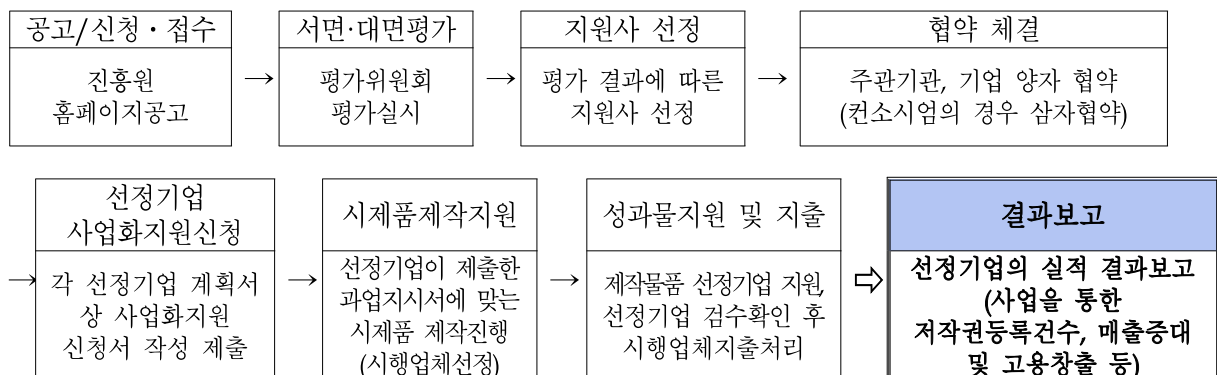 공고/신청·접수
진흥원
홈페이지공고
→
서면·대면평가
평가위원회
평가실시
→
지원사 선정
평가 결과에 따른
지원사 선정
→
협약 체결
주관기관, 기업 양자 협약
(컨소시엄의 경우 삼자협약)
→
선정기업
사업화지원신청
각 선정기업 계획서
상 사업화지원
신청서 작성 제출
→
시제품제작지원
선정기업이 제출한
과업지시서에 맞는
시제품 제작진행
(시행업체선정)
→
성과물지원 및 지출
제작물품 선정기업 지원,
선정기업 검수확인 후
시행업체지출처리
⇨
결과보고
선정기업의 실적 결과보고
(사업을 통한
저작권등록건수, 매출증대
및 고용창출 등)